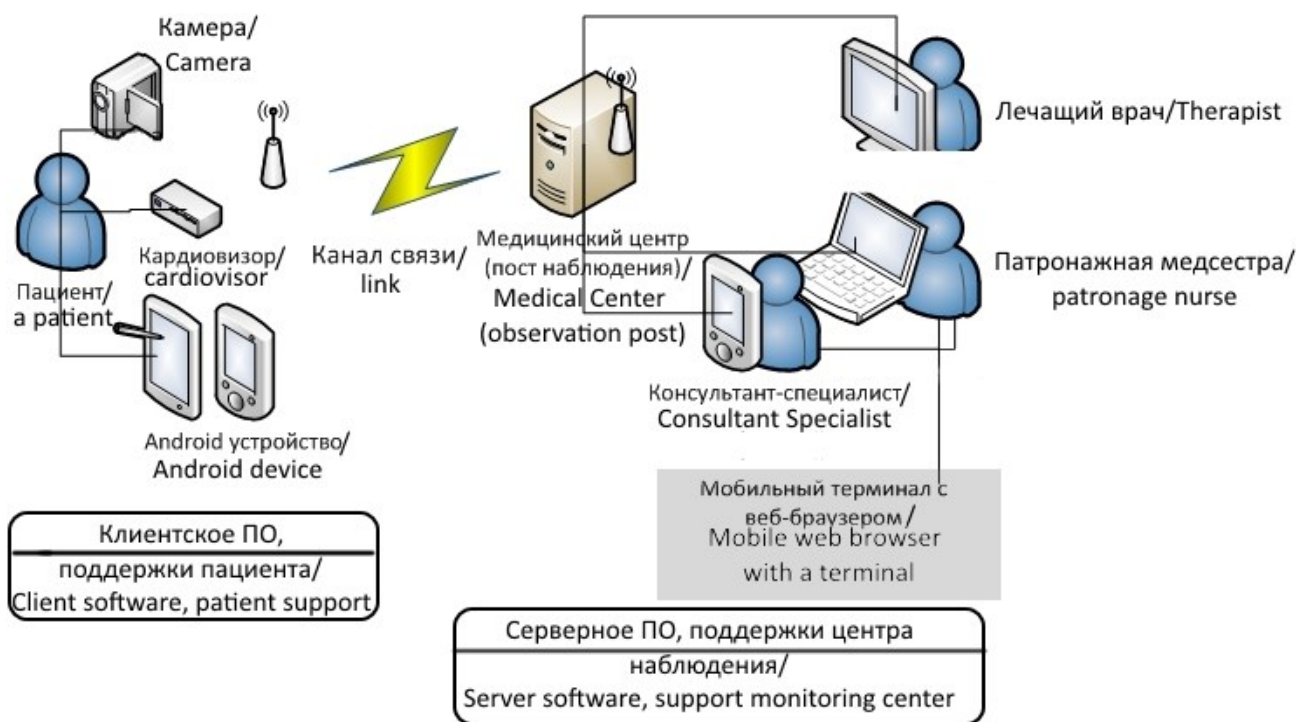 Камера/
Camera
Кардиовизор/
cardiovisor
Пациент/
a patient
Android устройство/
Android device
Канал связи/
link
Медицинский центр
(пост наблюдения)/
Medical Center
(observation post)
Лечащий врач/Therapist
Патронажная медсестра/
patronage nurse
Консультант-специалист/
Consultant Specialist
Мобильный терминал с
веб-браузером/
Mobile web browser
with a terminal
Клиентское ПО,
поддержки пациента/
Client software, patient support
Серверное ПО, поддержки центра
наблюдения/
Server software, support monitoring center